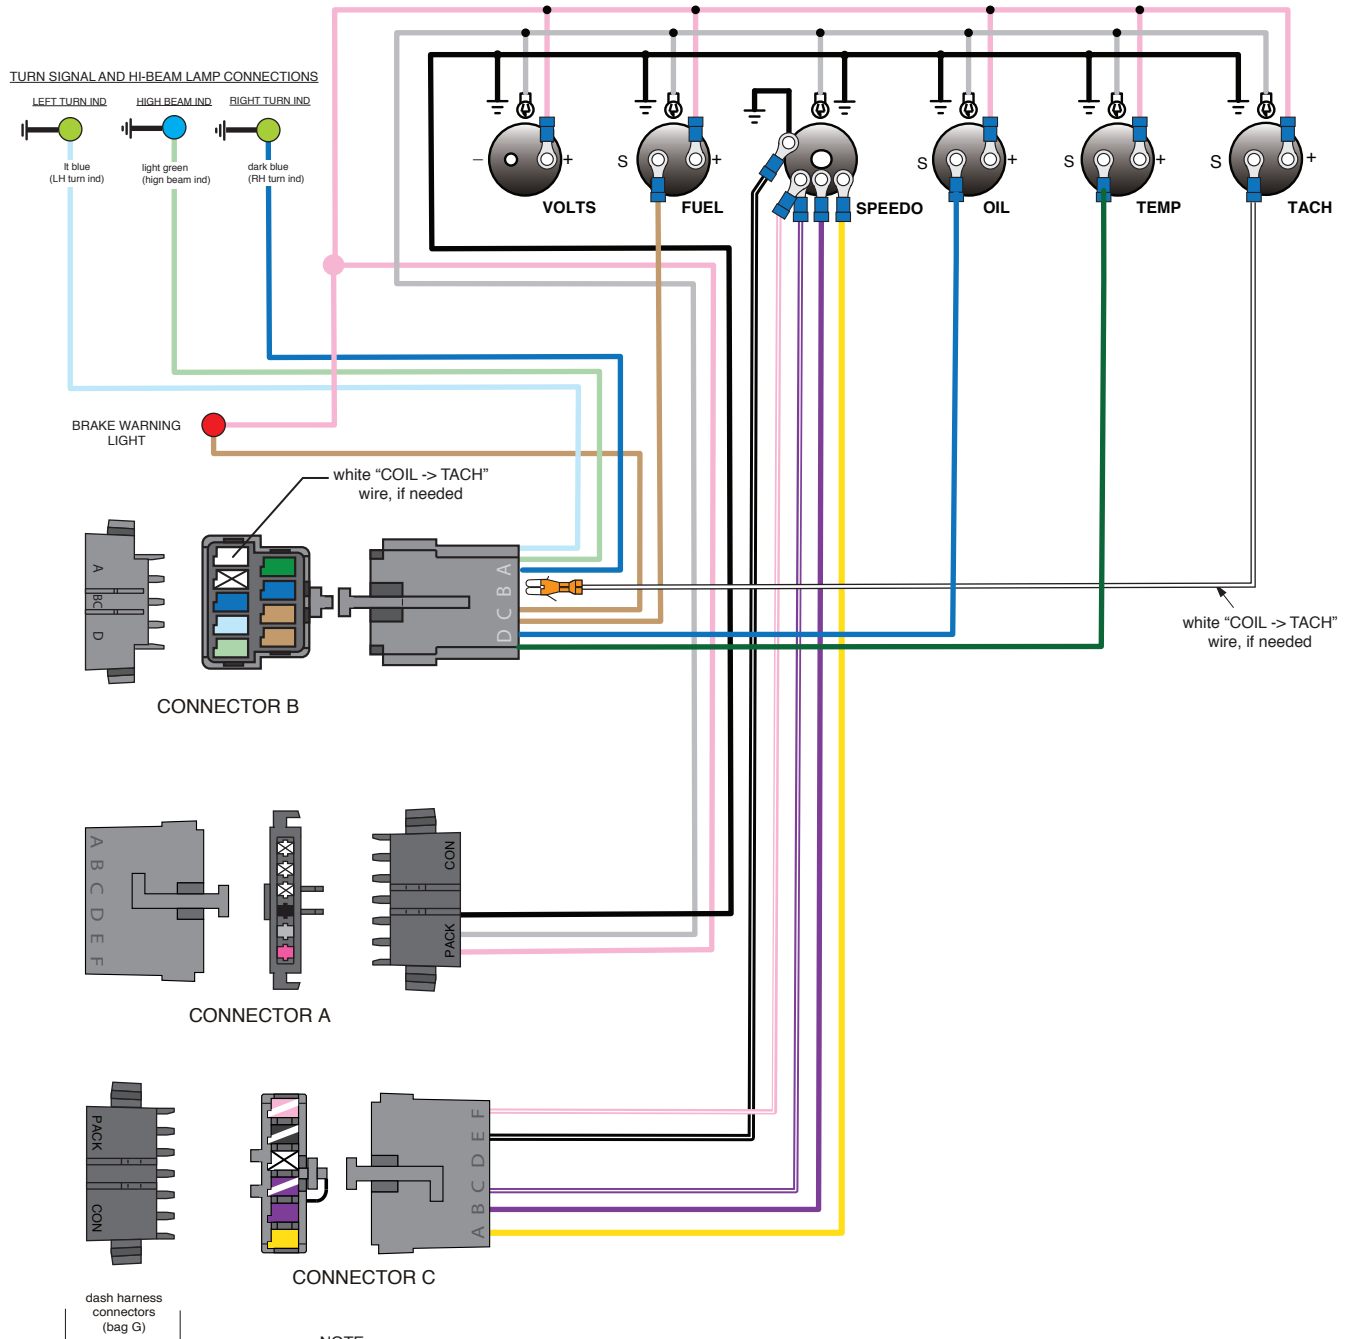 TURN SIGNAL AND HI-BEAM LAMP CONNECTIONS
LEFT TURN IND
HIGH BEAM IND
RIGHT TURN IND
lt blue
(LH turn ind)
light green
(hign beam ind)
dark blue
(RH turn ind)
− +
VOLTS
S +
FUEL
SPEEDO
S +
OIL
S +
TEMP
S +
TACH
BRAKE WARNING
LIGHT
white “COIL -> TACH”
wire, if needed
A
BC
D
D C B A
white “COIL -> TACH”
wire, if needed
CONNECTOR B
A B C D E F
CON
PACK
CONNECTOR A
PACK
CON
A B C D E F
CONNECTOR C
dash harness
connectors
(bag G)